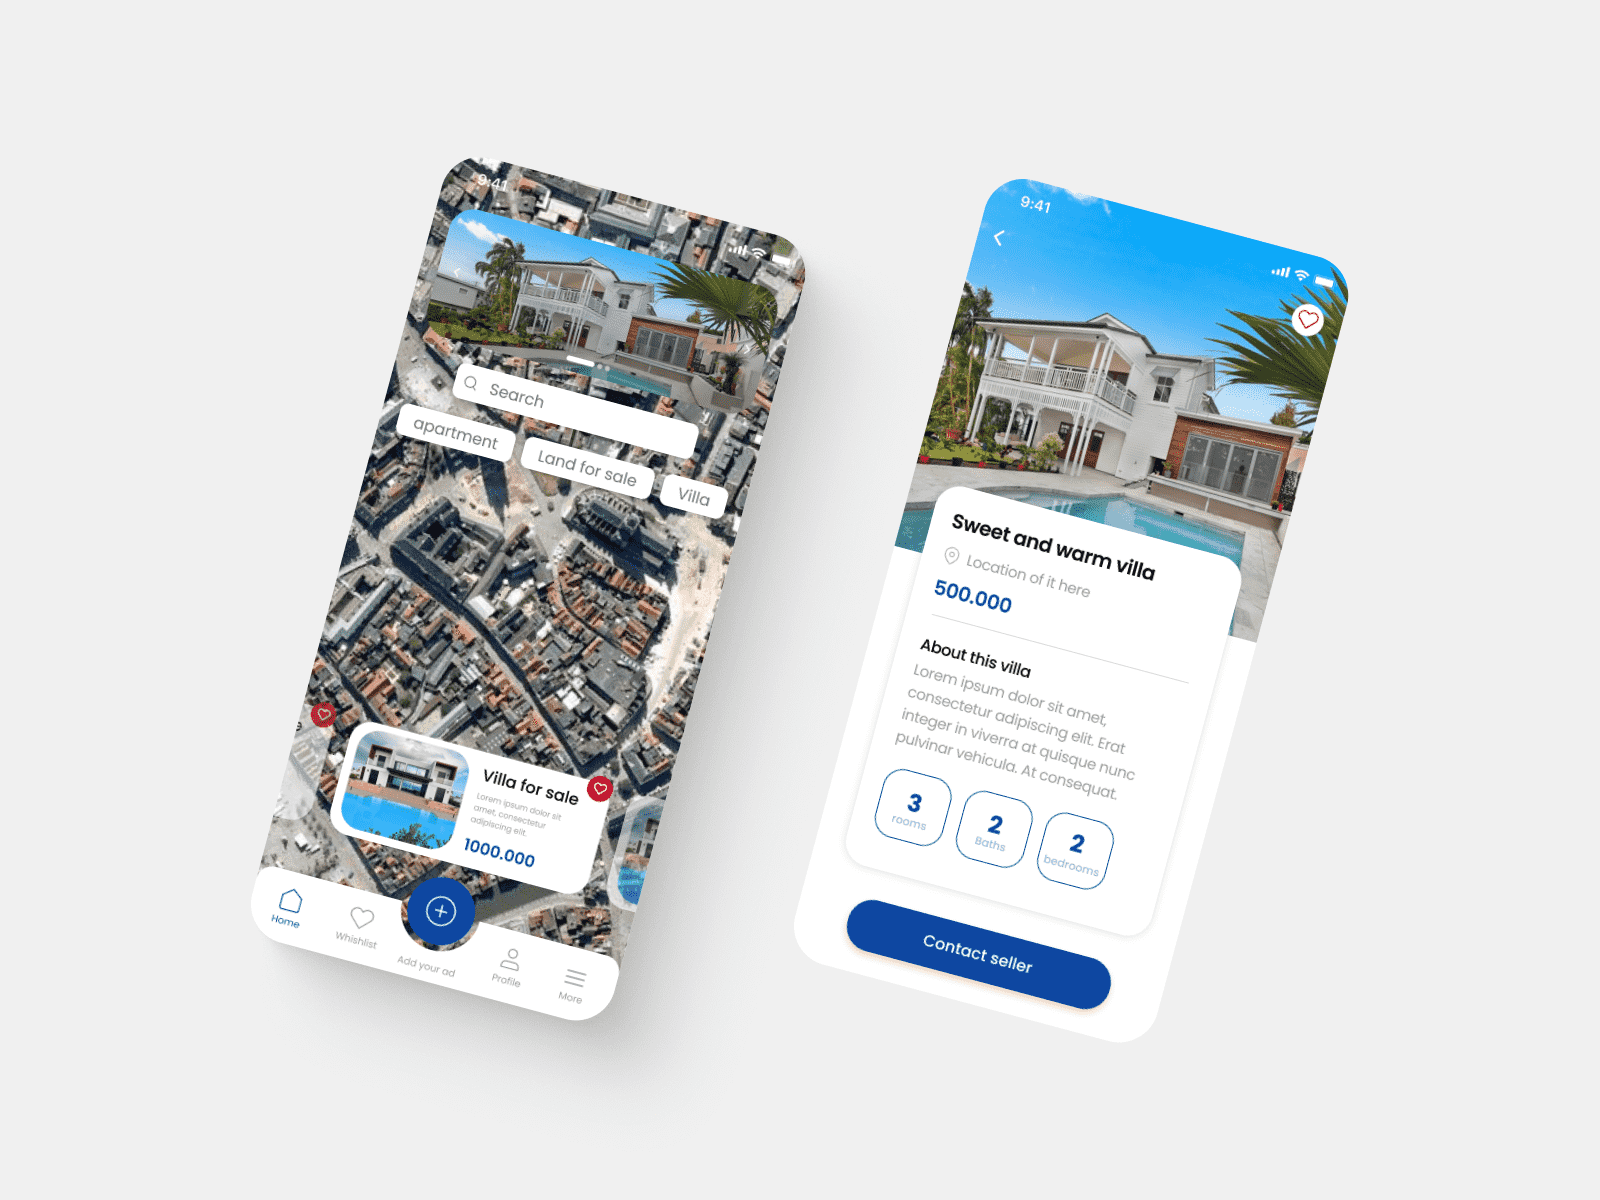 9:41
Search
apartment
Land for sale
Villa
e
Villa for sale
Lorem ipsum dolor sit
amet, consectetur
adipiscing elit.
1000.000
Home
Whishlist
Add your ad
Profile
More
9:41
Sweet and warm villa
Location of it here
500.000
About this villa
Lorem ipsum dolor sit amet,
consectetur adipiscing elit. Erat
integer in viverra at quisque nunc
pulvinar vehicula. At consequat.
3
rooms
2
Baths
2
bedrooms
Contact seller